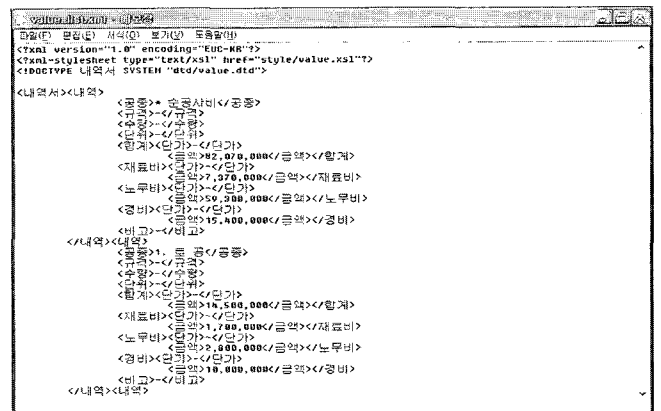 valuedlist.xml - 메모장
파일(F) 편집(E) 서식(O) 보기(V) 도움말(H)
<?xml version="1.0" encoding="EUC-KR"?>
<?xml-stylesheet type="text/xsl" href="style/value.xsl"?>
<!DOCTYPE 내역서 SYSTEM "dtd/value.dtd">
<내역서><내역>
<공종>* 순공사비</공종>
<규격>-</규격>
<수량>-</수량>
<단위>-</단위>
<합계><단가>-</단가>
<금액>82,070,000</금액></합계>
<재료비><단가>-</단가>
<금액>7,370,000</금액></재료비>
<노무비><단가>-</단가>
<금액>59,300,000</금액></노무비>
<경비><단가>-</단가>
<금액>15,400,000</금액></경비>
<비고>-</비고>
</내역><내역>
<공종>1. 토 공</공종>
<규격>-</규격>
<수량>-</수량>
<단위>-</단위>
<합계><단가>-</단가>
<금액>14,500,000</금액></합계>
<재료비><단가>-</단가>
<금액>1,700,000</금액></재료비>
<노무비><단가>-</단가>
<금액>2,800,000</금액></노무비>
<경비><단가>-</단가>
<금액>10,000,000</금액></경비>
<비고>-</비고>
</내역><내역>